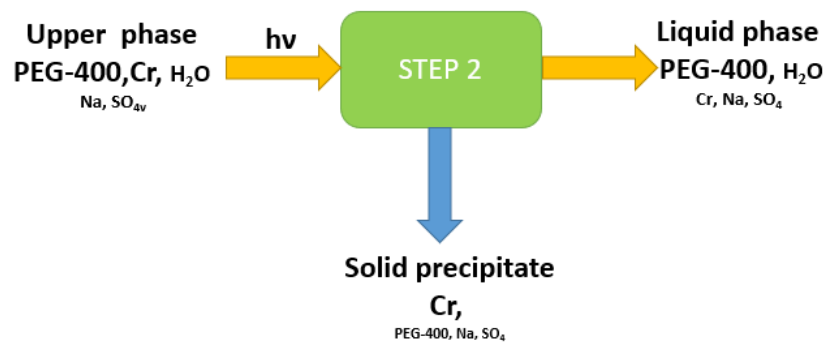 Upper phase
PEG-400,Cr, H₂O
Na, SO₄ᵥ
hν
STEP 2
Liquid phase
PEG-400, H₂O
Cr, Na, SO₄
Solid precipitate
Cr,
PEG-400, Na, SO₄